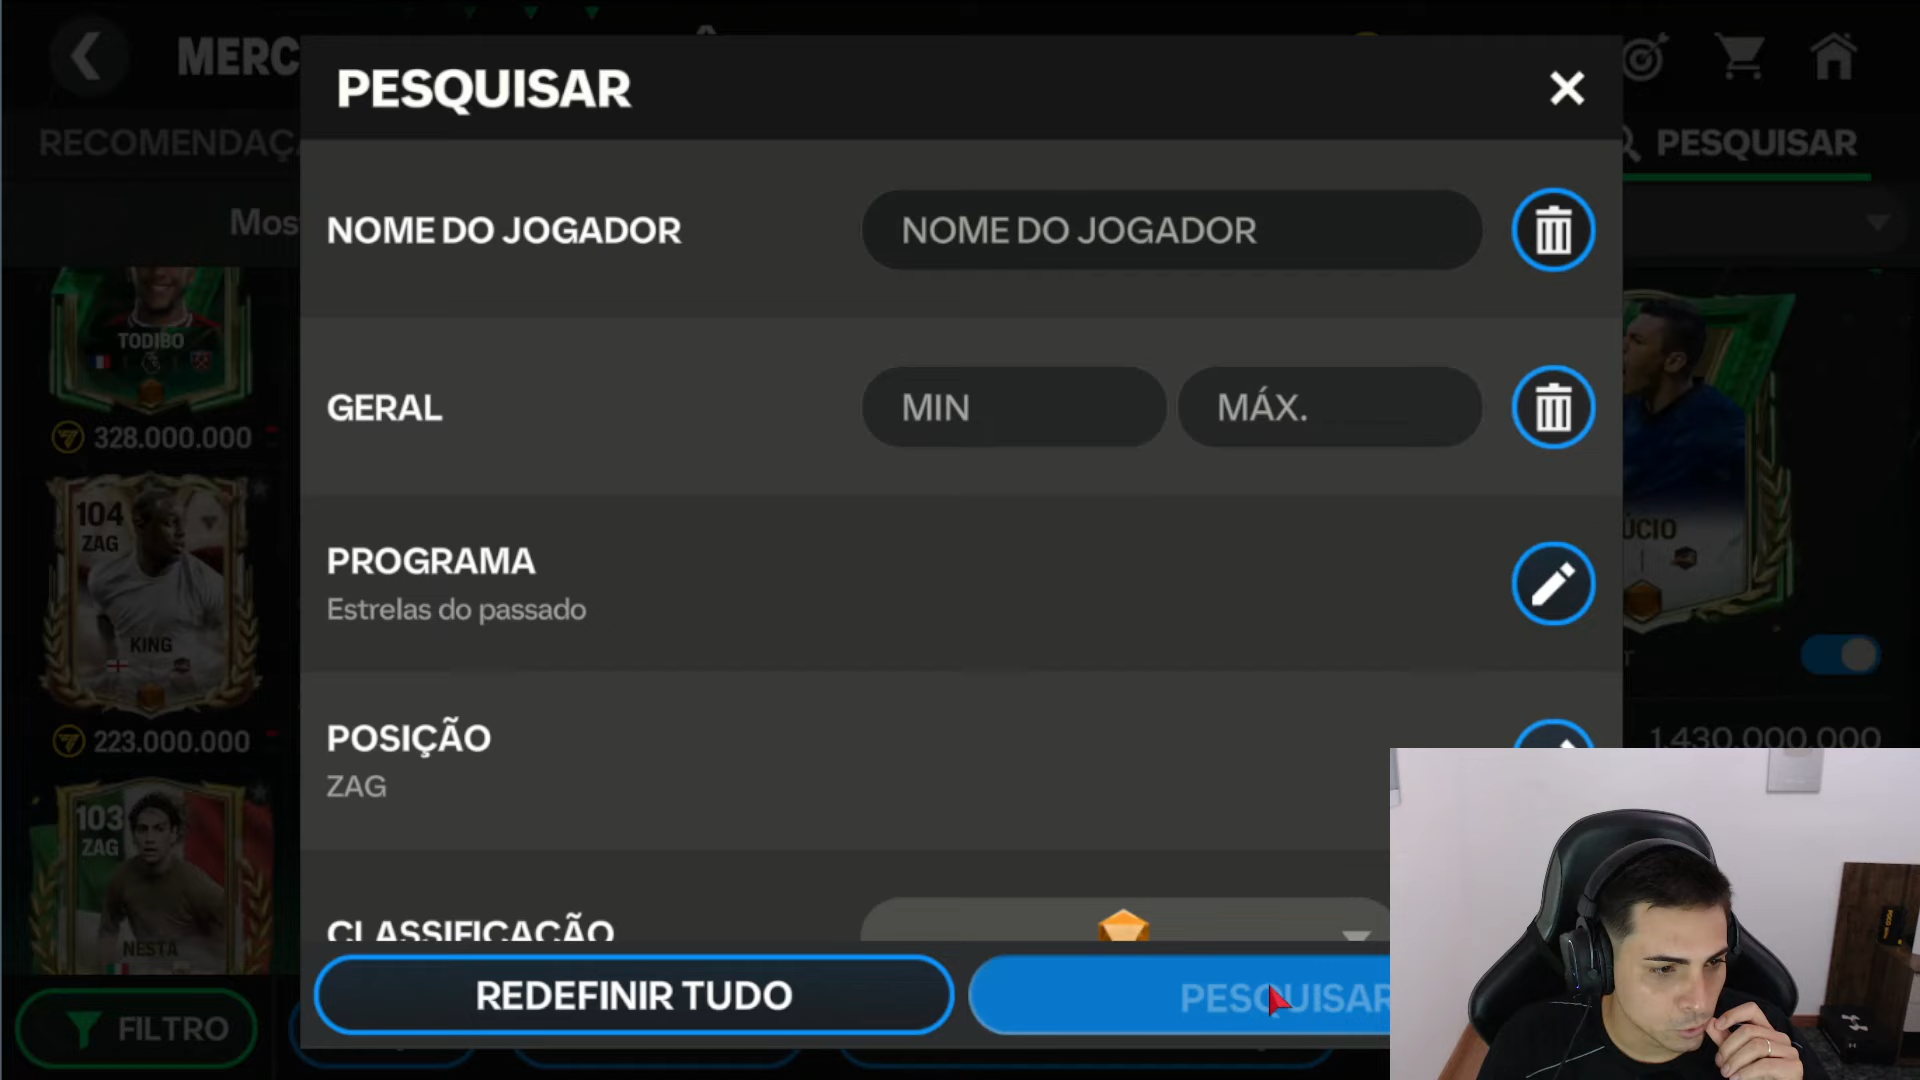 MERC
PESQUISAR
RECOMENDAÇ
PESQUISAR
Mos
NOME DO JOGADOR
NOME DO JOGADOR
TODIBO
328.000.000
GERAL
MIN
MÁX.
104
ZAG
KING
ÚCIO
PROGRAMA
Estrelas do passado
r
223.000.000
POSIÇÃO
ZAG
1.430.000.000
103
ZAG
NESTA
CLASSIFICAÇÃO
REDEFINIR TUDO
PESQUISAR
FILTRO